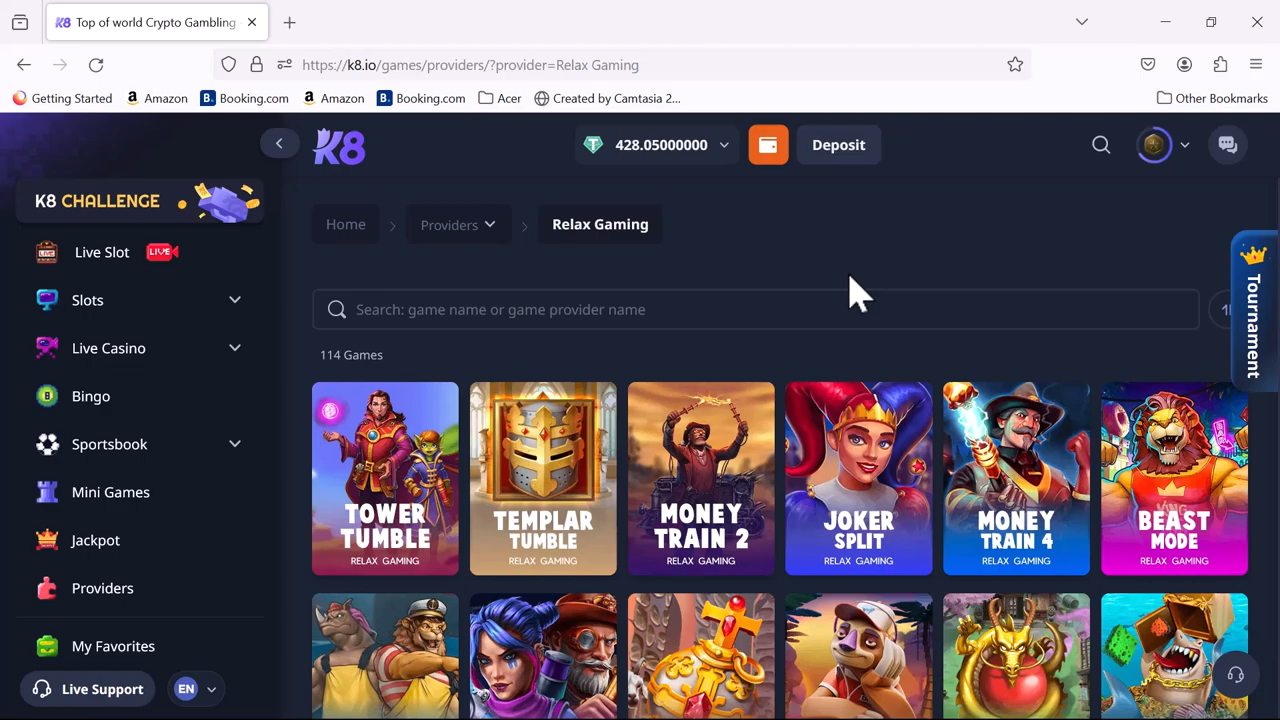 K8 Top of world Crypto Gambling
https://k8.io/games/providers/?provider=Relax Gaming
Getting Started
Amazon
B. Booking.com
Amazon
B. Booking.com
Acer
Created by Camtasia 2...
Other Bookmarks
K8
428.05000000
Deposit
K8 CHALLENGE
LIVE
Live Slot
LIVE
Slots
Live Casino
Bingo
Sportsbook
Mini Games
Jackpot
Providers
My Favorites
Live Support
EN
Home
Providers
Relax Gaming
Search: game name or game provider name
114 Games
Tournament
TOWER
TUMBLE
RELAX GAMING
TEMPLAR
TUMBLE
RELAX GAMING
MONEY
TRAIN 2
RELAX GAMING
JOKER
SPLIT
RELAX GAMING
MONEY
TRAIN 4
RELAX GAMING
KING
BEAST
MODE
RELAX GAMING